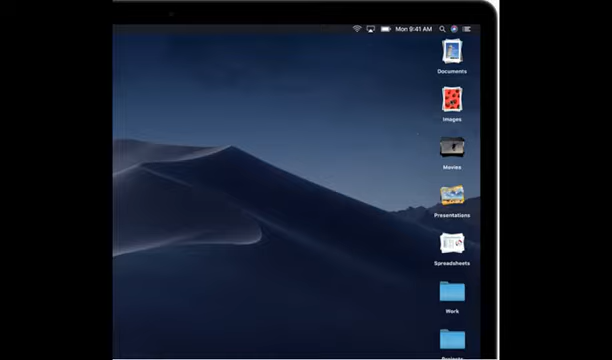 Mon 9:41 AM
Documents
Images
Movies
Presentations
Spreadsheets
Work